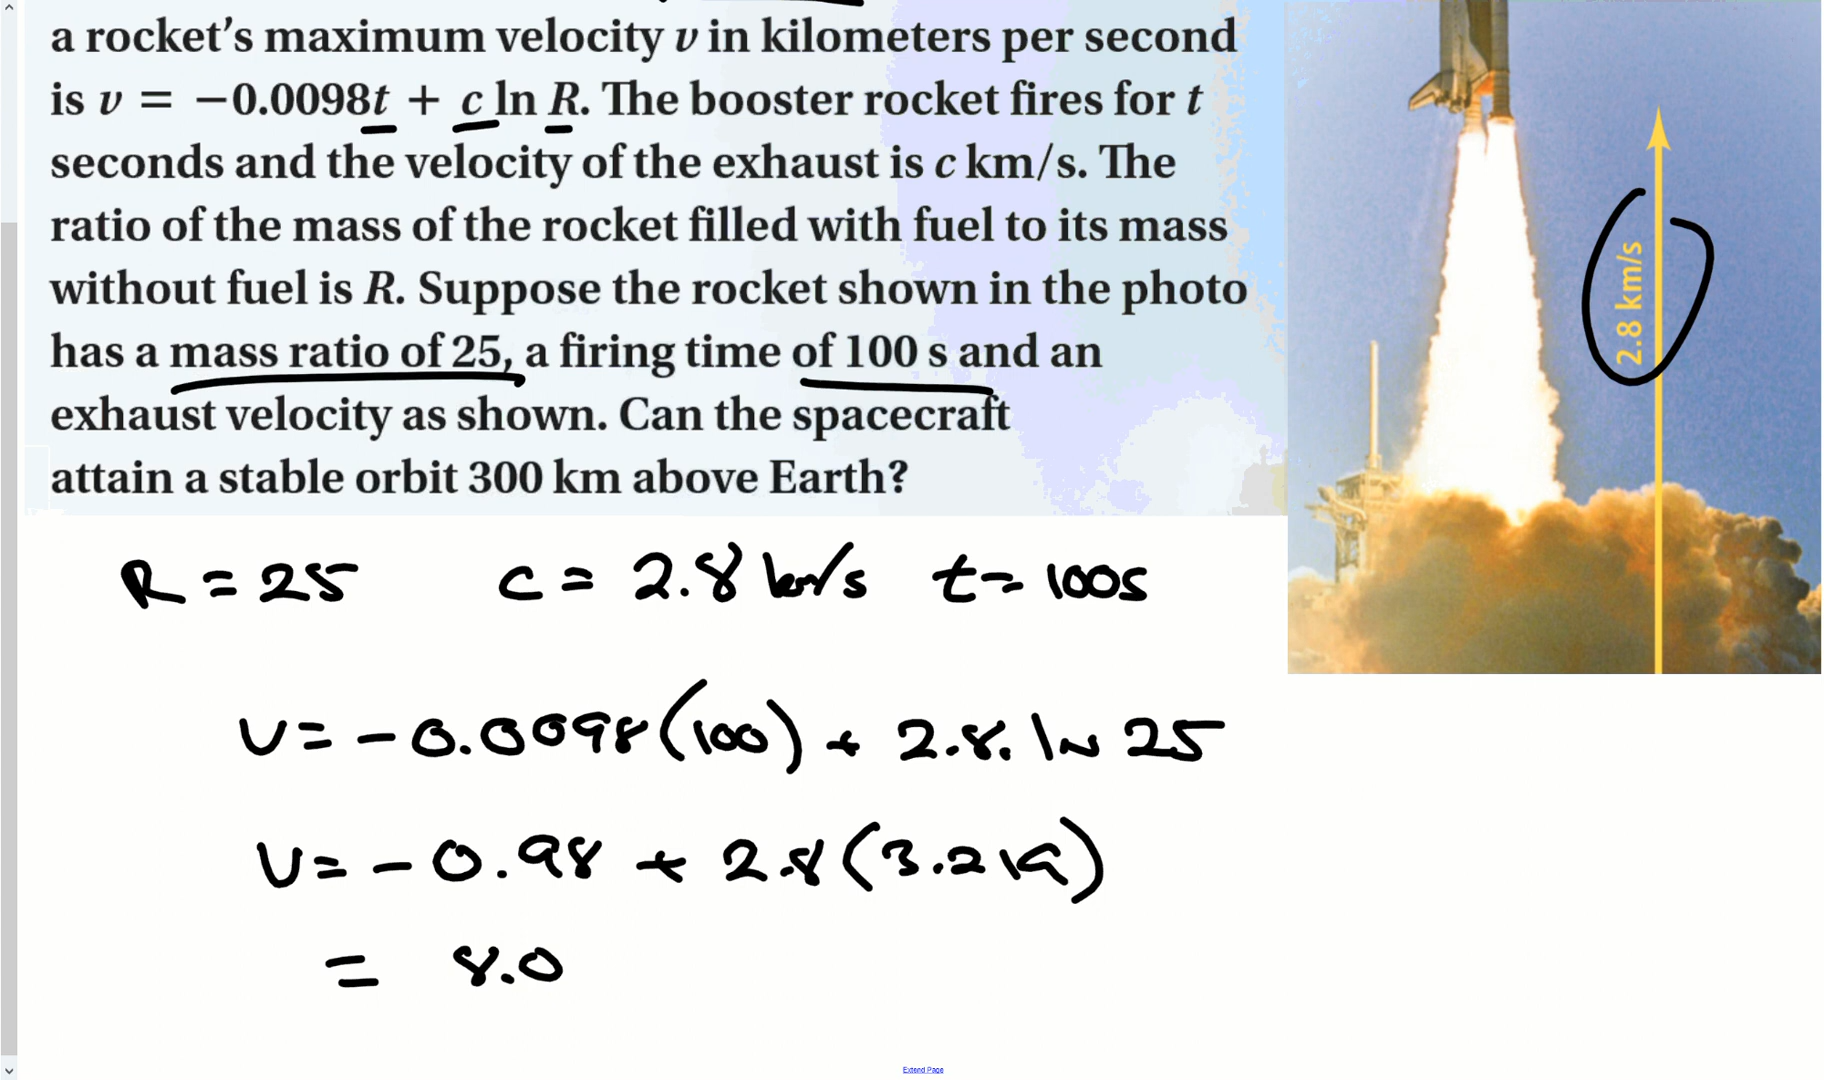 a rocket's maximum velocity v in kilometers per second
is v = −0.0098t + c ln R. The booster rocket fires for t
seconds and the velocity of the exhaust is c km/s. The
ratio of the mass of the rocket filled with fuel to its mass
without fuel is R. Suppose the rocket shown in the photo
has a mass ratio of 25, a firing time of 100 s and an
exhaust velocity as shown. Can the spacecraft
attain a stable orbit 300 km above Earth?
2.8 km/s
R = 25 c = 2.8 km/s t = 100s
v = −0.0098(100) + 2.8. ln 25
v = −0.98 + 2.8(3.219)
= 8.0
Extend Page